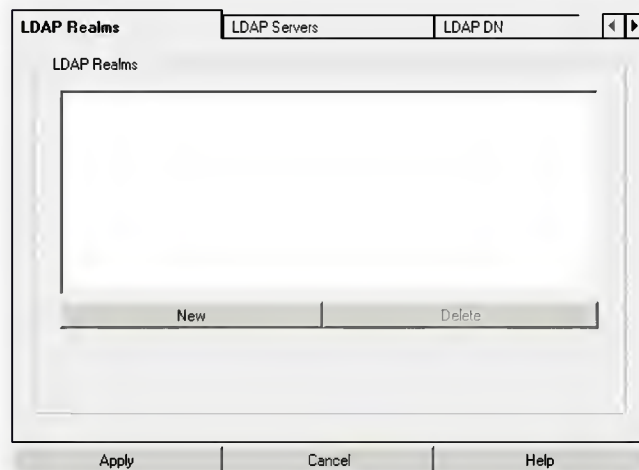 LDAP Realms
LDAP Servers
LDAP DN
LDAP Realms
New
Delete
Apply
Cancel
Help